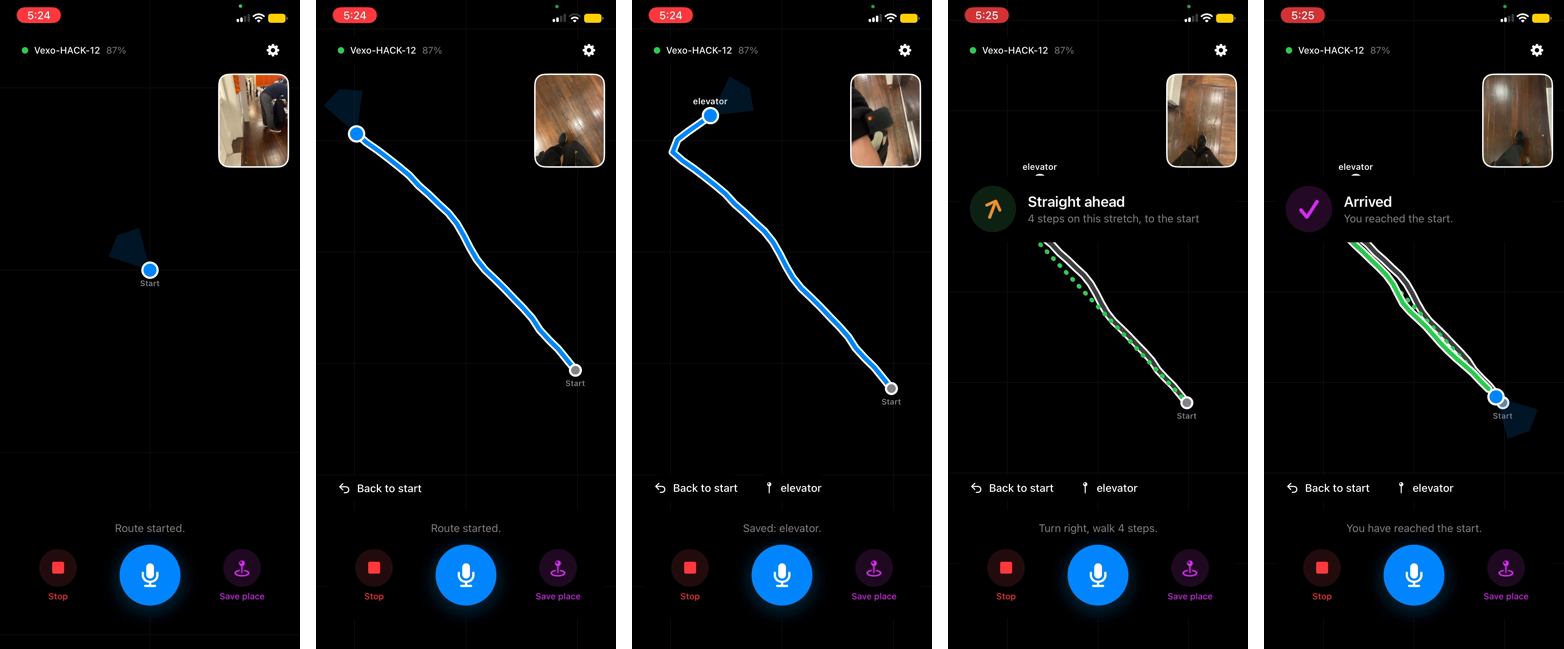 5:24
Vexo-HACK-12 87%
Start
Route started.
Stop
Save place
5:24
Vexo-HACK-12 87%
Start
Back to start
Route started.
Stop
Save place
5:24
Vexo-HACK-12 87%
elevator
Start
Back to start elevator
Saved: elevator.
Stop
Save place
5:25
Vexo-HACK-12 87%
elevator
Straight ahead
4 steps on this stretch, to the start
Start
Back to start elevator
Turn right, walk 4 steps.
Stop
Save place
5:25
Vexo-HACK-12 87%
elevator
Arrived
You reached the start.
Start
Back to start elevator
You have reached the start.
Stop
Save place